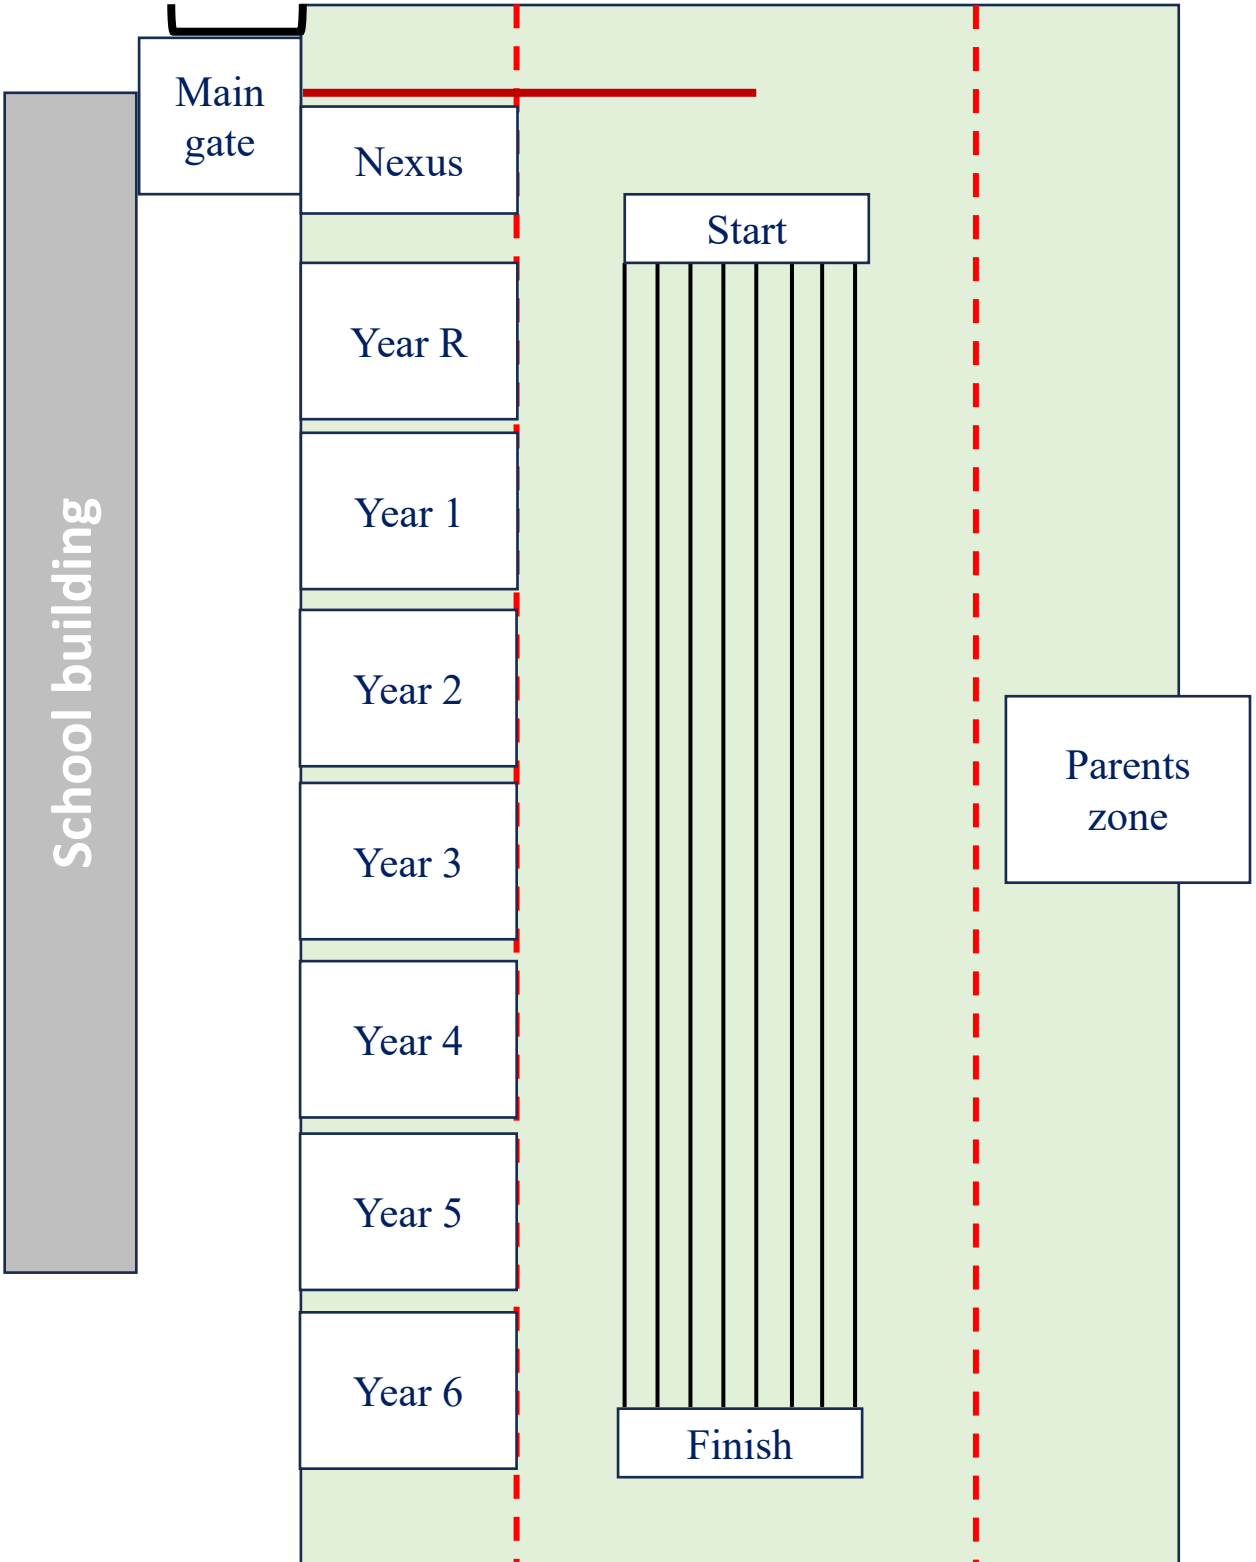 Main
gate
Nexus
Start
Year R
Year 1
School building
Year 2
Parents
zone
Year 3
Year 4
Year 5
Year 6
Finish